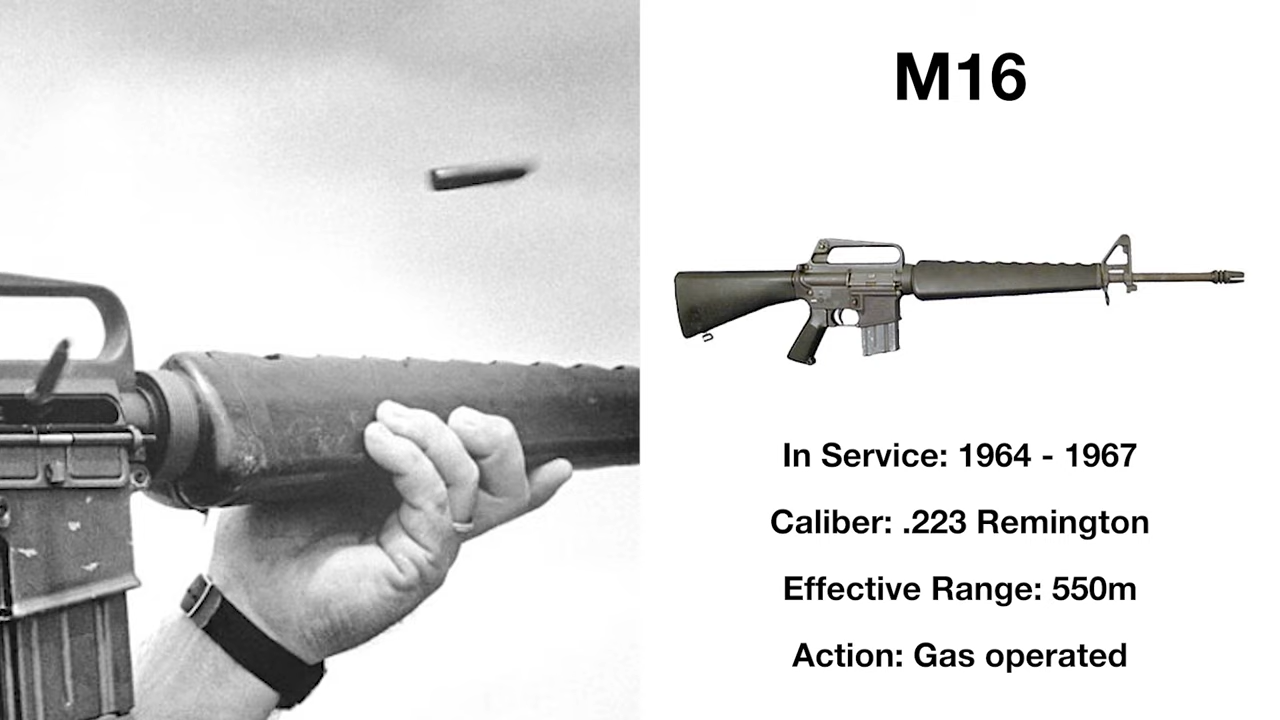 M16
In Service: 1964 - 1967
Caliber: .223 Remington
Effective Range: 550m
Action: Gas operated